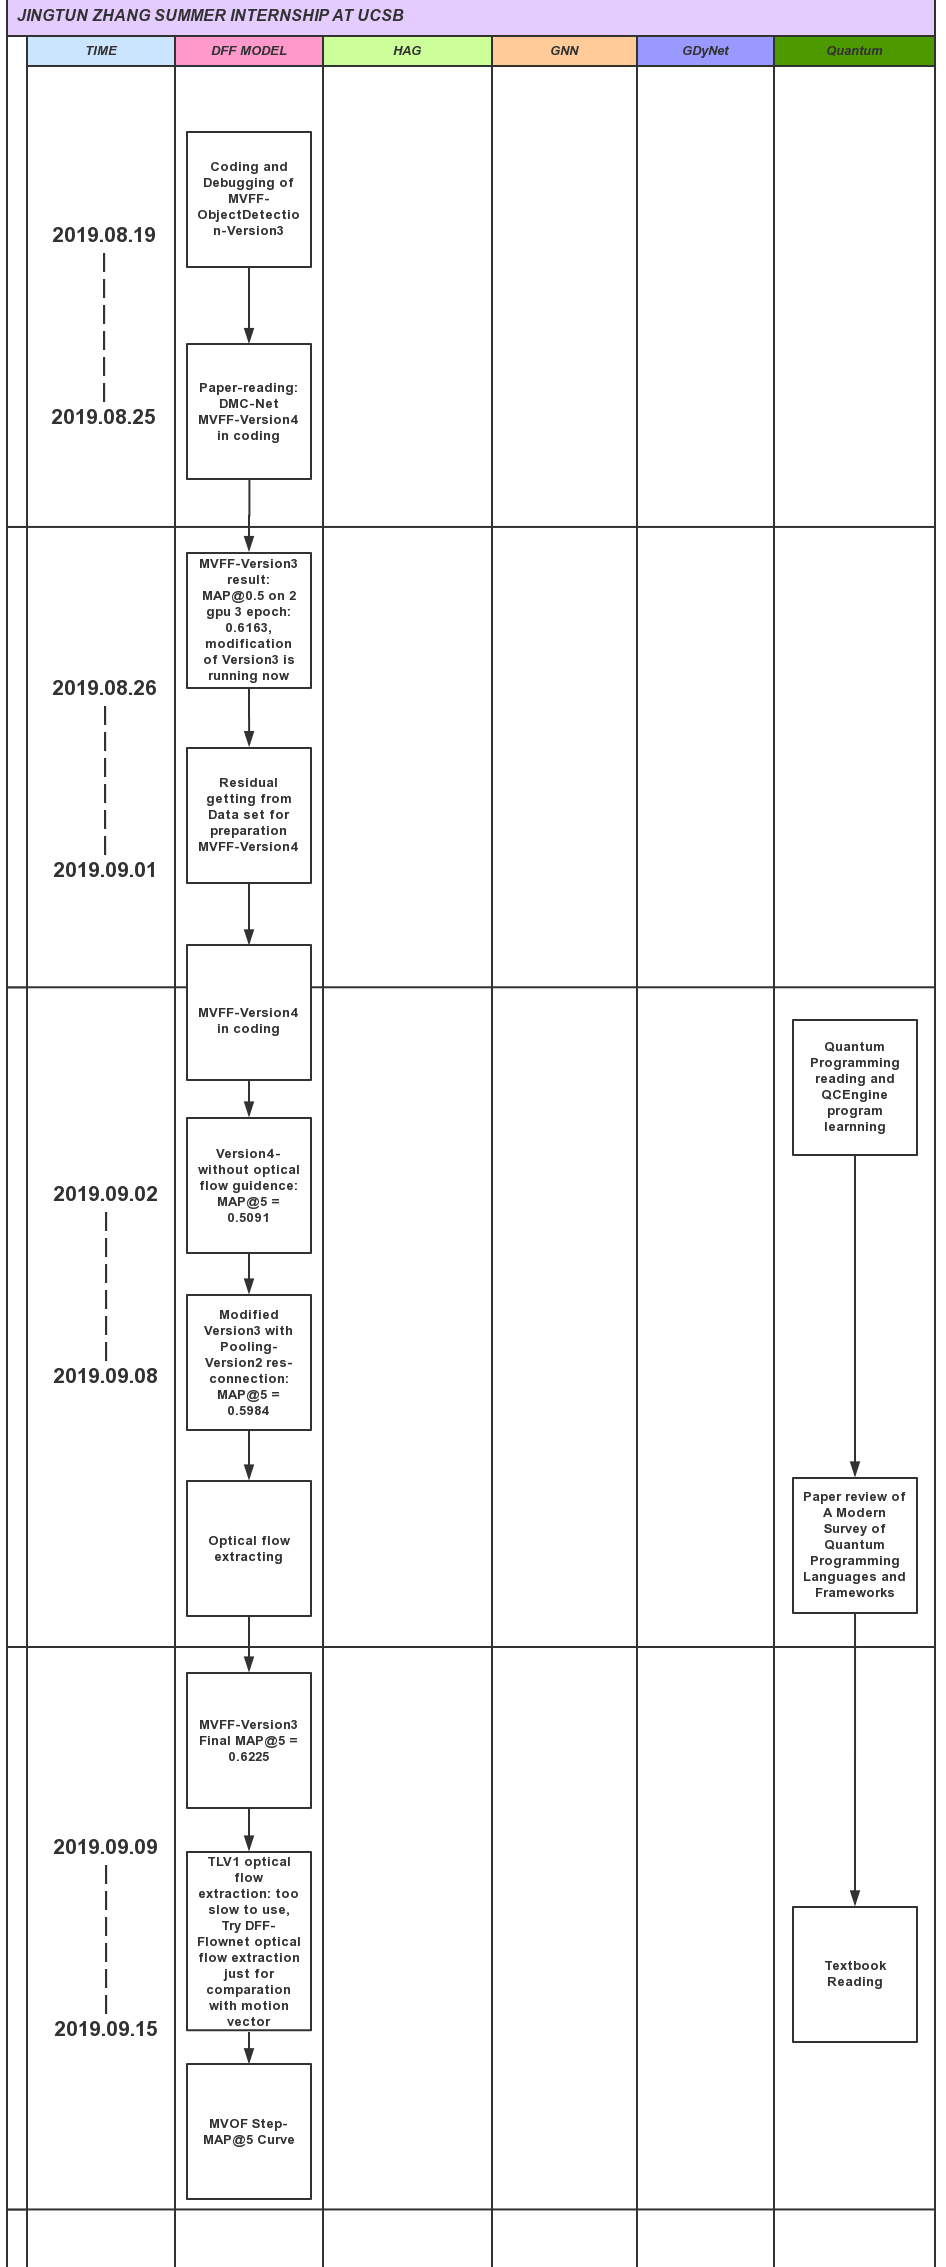 JINGTUN ZHANG SUMMER INTERNSHIP AT UCSB
TIME
DFF MODEL
HAG
GNN
GDyNet
Quantum
2019.08.19
2019.08.25
Coding and
Debugging of
MVFF-
ObjectDetectio
n-Version3
Paper-reading:
DMC-Net
MVFF-Version4
in coding
2019.08.26
2019.09.01
MVFF-Version3
result:
MAP@0.5 on 2
gpu 3 epoch:
0.6163,
modification
of Version3 is
running now
Residual
getting from
Data set for
preparation
MVFF-Version4
MVFF-Version4
in coding
2019.09.02
2019.09.08
Version4-
without optical
flow guidence:
MAP@5 =
0.5091
Modified
Version3 with
Pooling-
Version2 res-
connection:
MAP@5 =
0.5984
Optical flow
extracting
Quantum
Programming
reading and
QCEngine
program
learnning
Paper review of
A Modern
Survey of
Quantum
Programming
Languages and
Frameworks
2019.09.09
2019.09.15
MVFF-Version3
Final MAP@5 =
0.6225
TLV1 optical
flow
extraction: too
slow to use,
Try DFF-
Flownet optical
flow extraction
just for
comparation
with motion
vector
MVOF Step-
MAP@5 Curve
Textbook
Reading